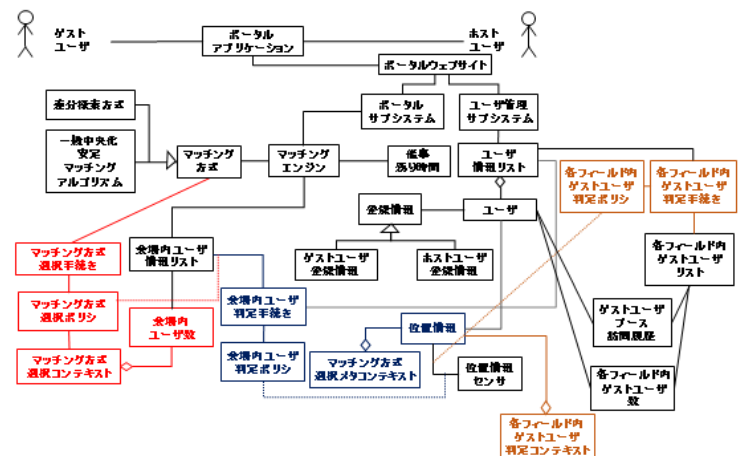 ゲスト
ユーザ
ポータル
アプリケーション
ホスト
ユーザ
ポータルウェブサイト
差分探索方式
ポータル
サブシステム
ユーザ管理
サブシステム
一般中央化
安定
マッチング
アルゴリズム
マッチング
方式
マッチング
エンジン
催事
残り時間
ユーザ
情報リスト
各フィールド内
ゲストユーザ
判定ポリシ
各フィールド内
ゲストユーザ
判定手続き
登録情報
ユーザ
マッチング方式
選択手続き
会場内ユーザ
情報リスト
ゲストユーザ
登録情報
ホストユーザ
登録情報
各フィールド内
ゲストユーザ
リスト
マッチング方式
選択ポリシ
会場内
ユーザ数
会場内ユーザ
判定手続き
位置情報
ゲストユーザ
ブース
訪問履歴
マッチング方式
選択コンテキスト
会場内ユーザ
判定ポリシ
マッチング方式
選択メタコンテキスト
位置情報
センサ
各フィールド内
ゲストユーザ
数
各フィールド内
ゲストユーザ
判定コンテキスト